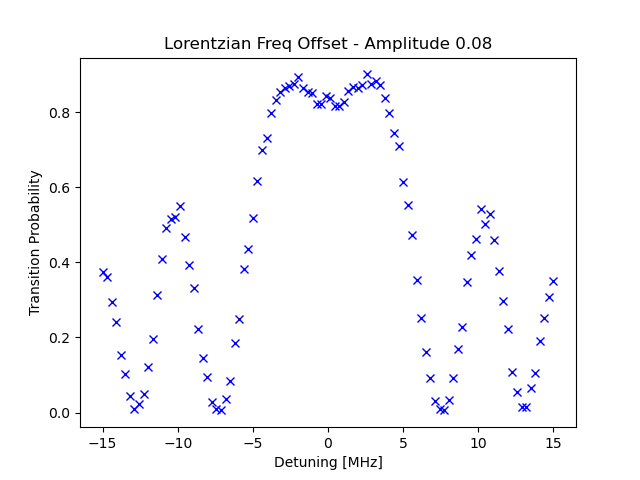 Lorentzian Freq Offset - Amplitude 0.08
Transition Probability
0.8
0.6
0.4
0.2
0.0
−15 −10 −5 0 5 10 15
Detuning [MHz]